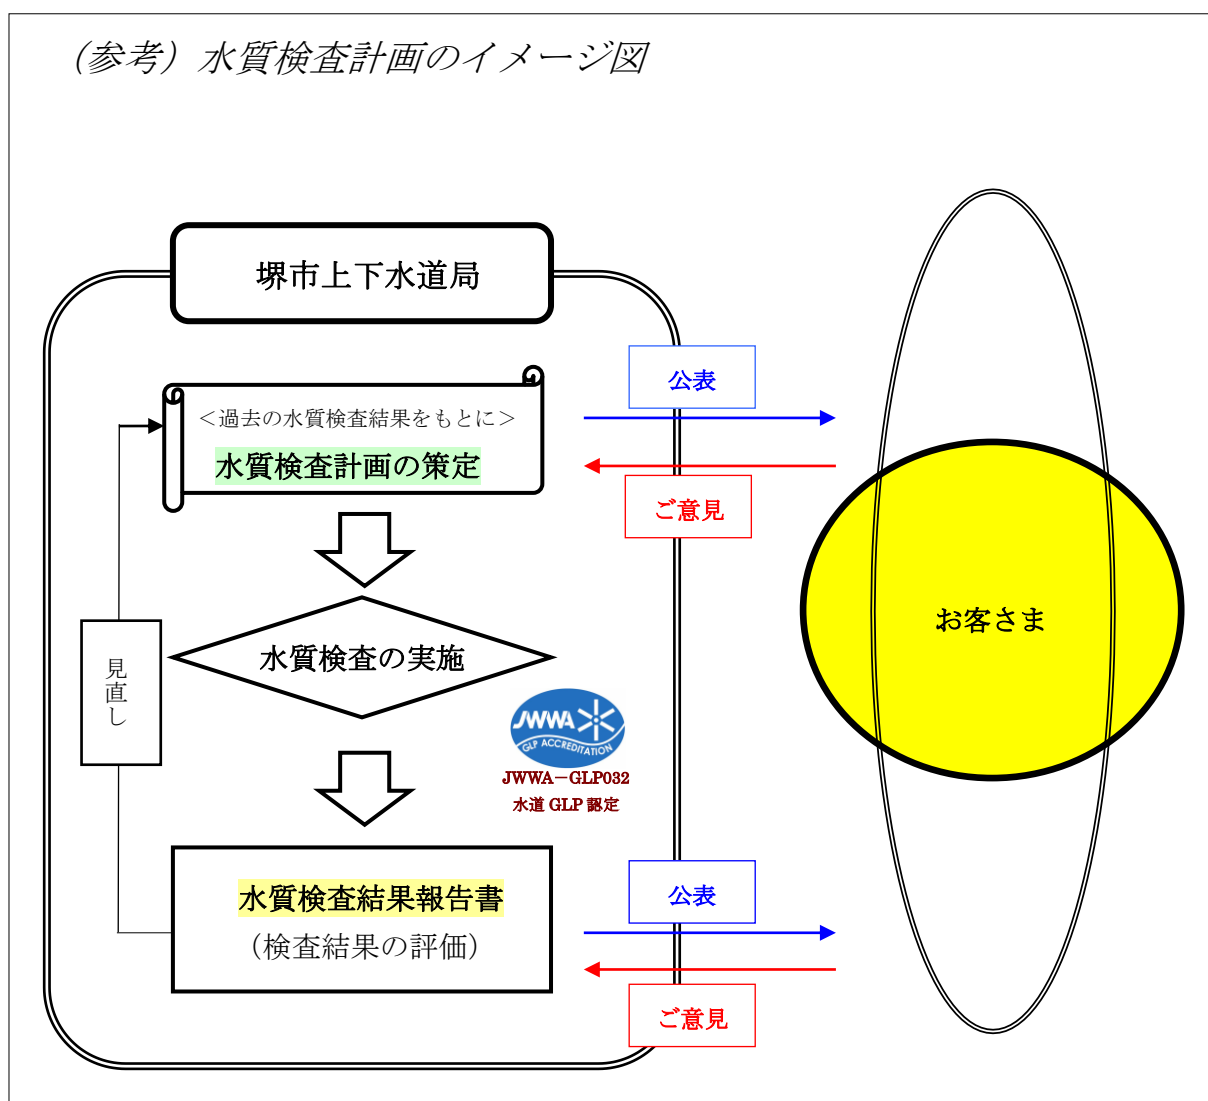 (参考）水質検査計画のイメージ図
堺市上下水道局
公表
＜過去の水質検査結果をもとに＞
水質検査計画の策定
ご意見
お客さま
水質検査の実施
見直し
JWWA
GLP ACCREDITATION
JWWA－GLP032
水道 GLP 認定
公表
水質検査結果報告書
（検査結果の評価）
ご意見